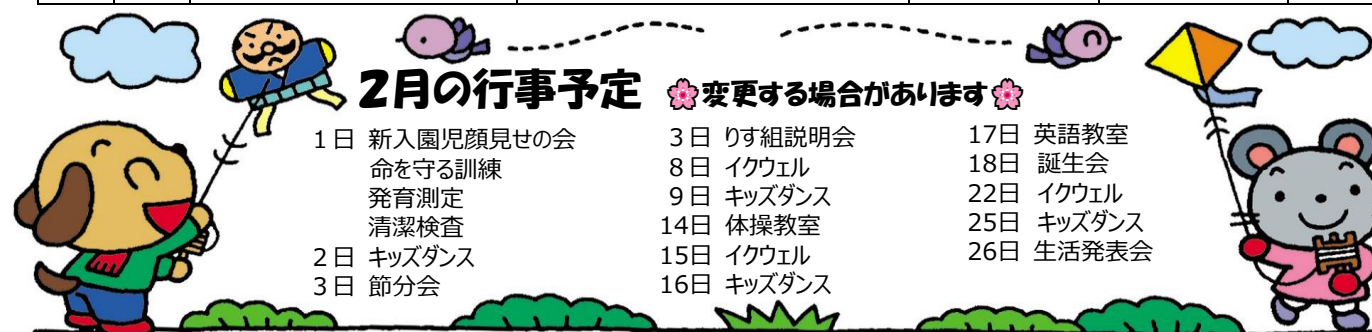 2月の行事予定 🌸変更する場合があります🌸
1日 新入園児顔見せの会
命を守る訓練
発育測定
清潔検査
2日 キッズダンス
3日 節分会
3日 りす組説明会
8日 イクウェル
9日 キッズダンス
14日 体操教室
15日 イクウェル
16日 キッズダンス
17日 英語教室
18日 誕生会
22日 イクウェル
25日 キッズダンス
26日 生活発表会